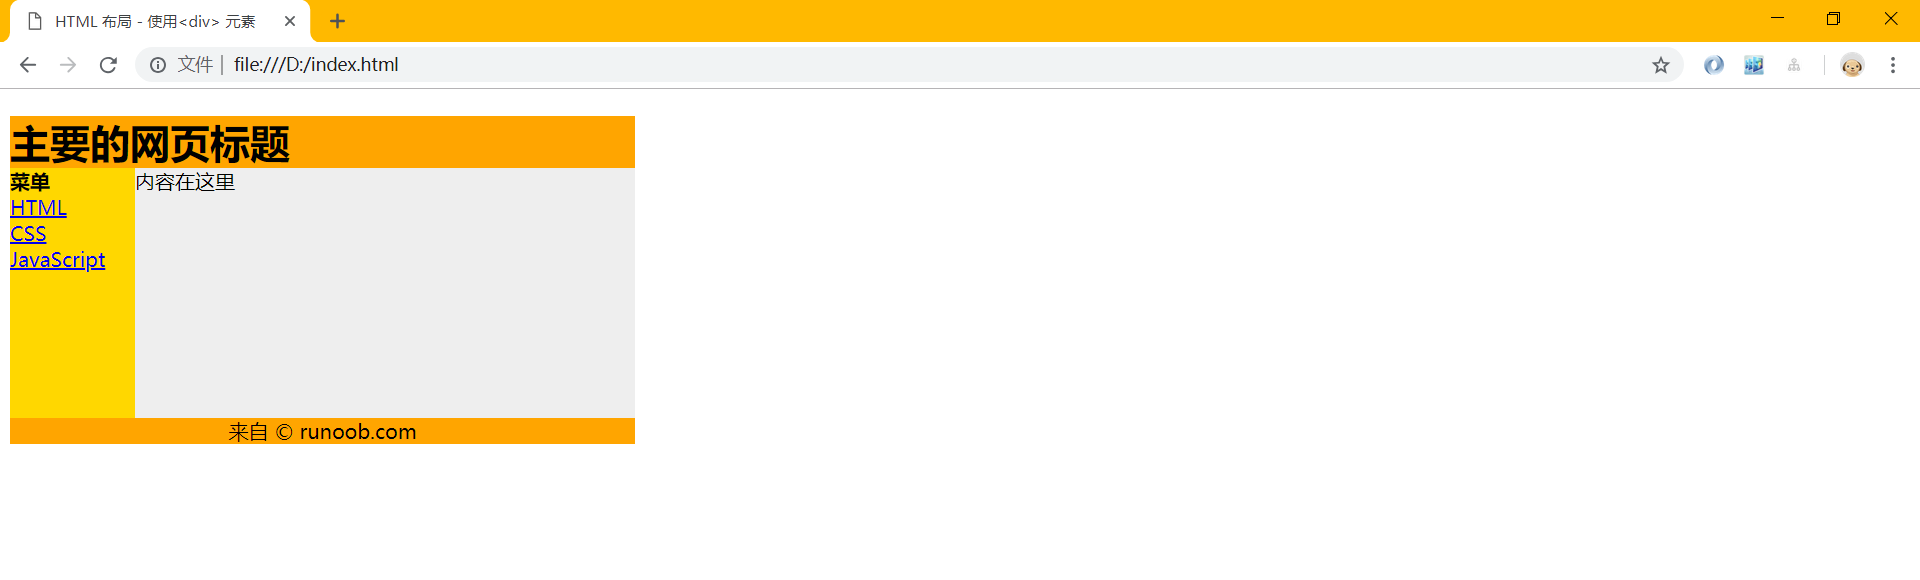 HTML 布局 - 使用<div> 元素
文件 | file:///D:/index.html
主要的网页标题
菜单
内容在这里
HTML
CSS
JavaScript
来自 © runoob.com